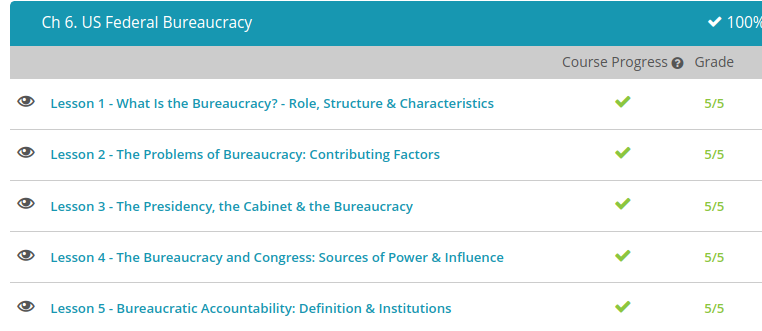 Ch 6. US Federal Bureaucracy 100%
Course Progress ? Grade
Lesson 1 - What Is the Bureaucracy? - Role, Structure & Characteristics 5/5
Lesson 2 - The Problems of Bureaucracy: Contributing Factors 5/5
Lesson 3 - The Presidency, the Cabinet & the Bureaucracy 5/5
Lesson 4 - The Bureaucracy and Congress: Sources of Power & Influence 5/5
Lesson 5 - Bureaucratic Accountability: Definition & Institutions 5/5